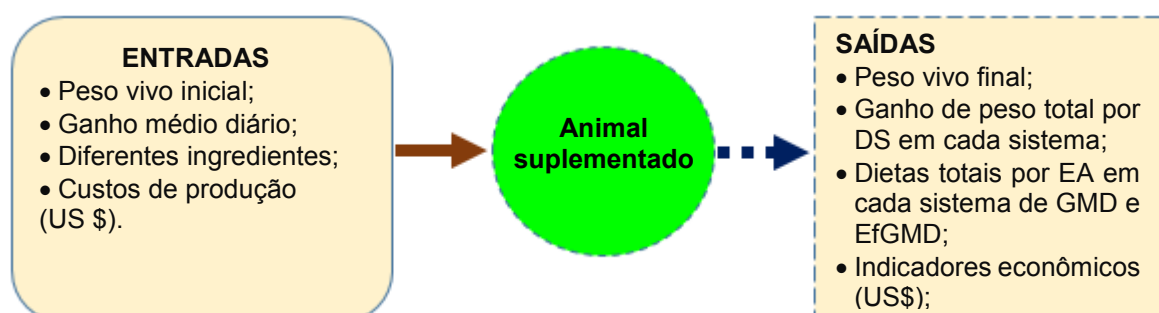 ENTRADAS
• Peso vivo inicial;
• Ganho médio diário;
• Diferentes ingredientes;
• Custos de produção
(US $).
Animal
suplementado
SAÍDAS
• Peso vivo final;
• Ganho de peso total por
DS em cada sistema;
• Dietas totais por EA em
cada sistema de GMD e
EfGMD;
• Indicadores econômicos
(US$);